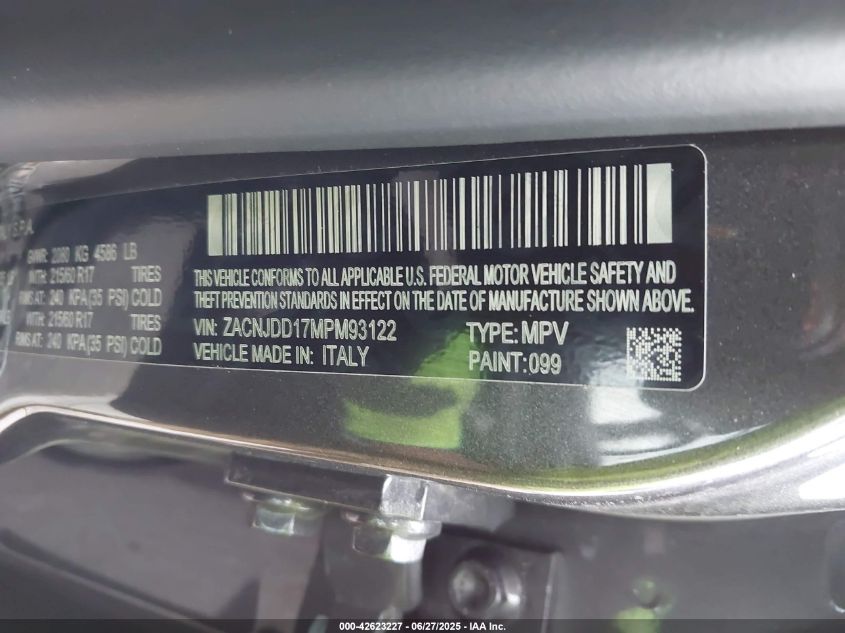 S.P.A.
GVWR: 2080 KG 4586 LB
WITH: 215/60 R17 TIRES
RIMS AT: 240 KPA(35 PSI) COLD
WITH: 215/60 R17 TIRES
RIMS AT: 240 KPA(35 PSI) COLD
THIS VEHICLE CONFORMS TO ALL APPLICABLE U.S. FEDERAL MOTOR VEHICLE SAFETY AND
THEFT PREVENTION STANDARDS IN EFFECT ON THE DATE OF MANUFACTURE SHOWN ABOVE.
VIN: ZACNJDD17MPM93122 TYPE: MPV
VEHICLE MADE IN: ITALY PAINT: 099
000-42623227 - 06/27/2025 - IAA Inc.